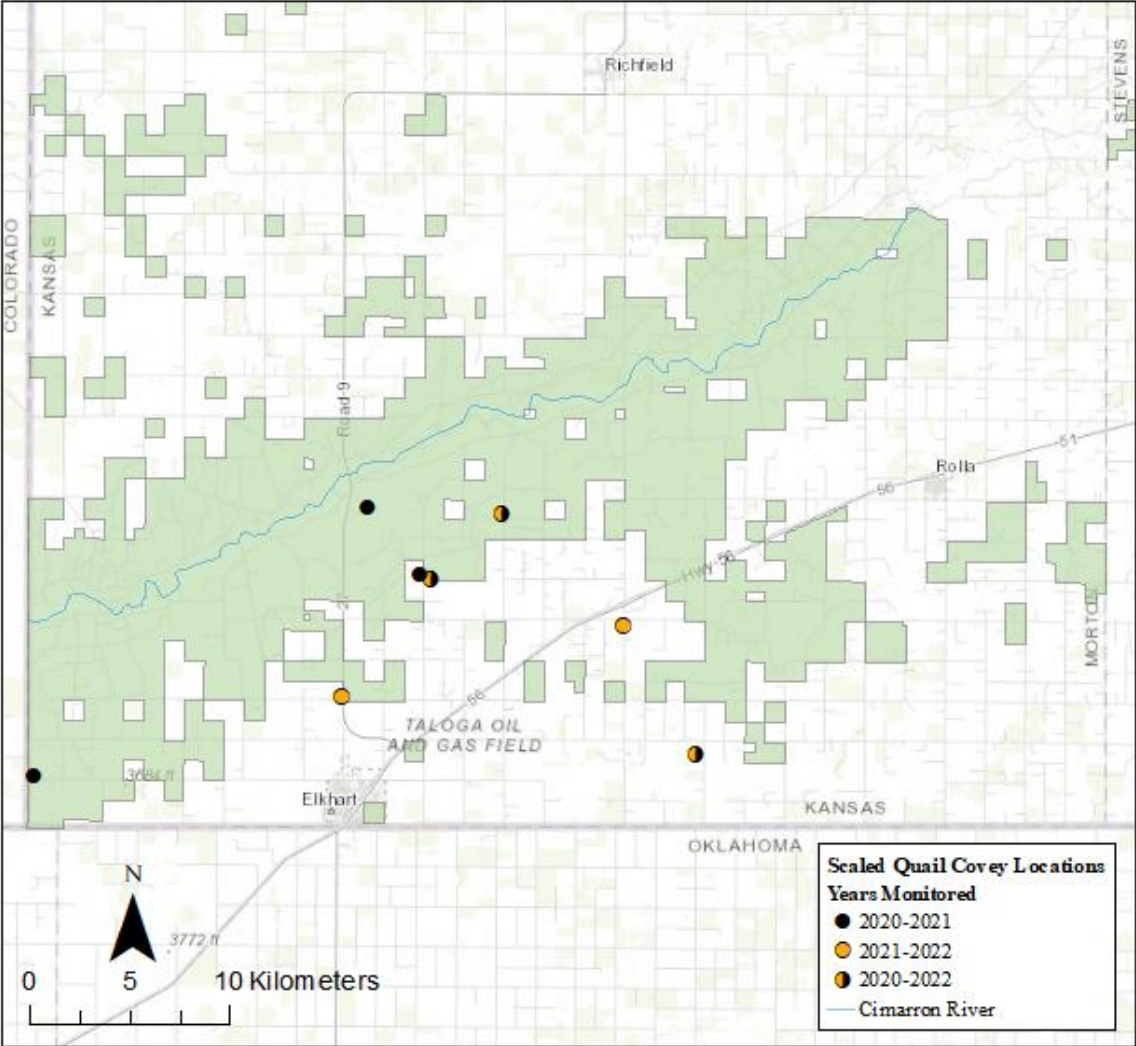 Richfield
STEVENS
COLORADO
KANSAS
Road 9
51
Rolla
56
Hwy 56
27
MORTON
56
TALOGA OIL
AND GAS FIELD
3684 ft
Elkhart
KANSAS
OKLAHOMA
N
3772 ft
0 5 10 Kilometers
Scaled Quail Covey Locations
Years Monitored
2020-2021
2021-2022
2020-2022
Cimarron River